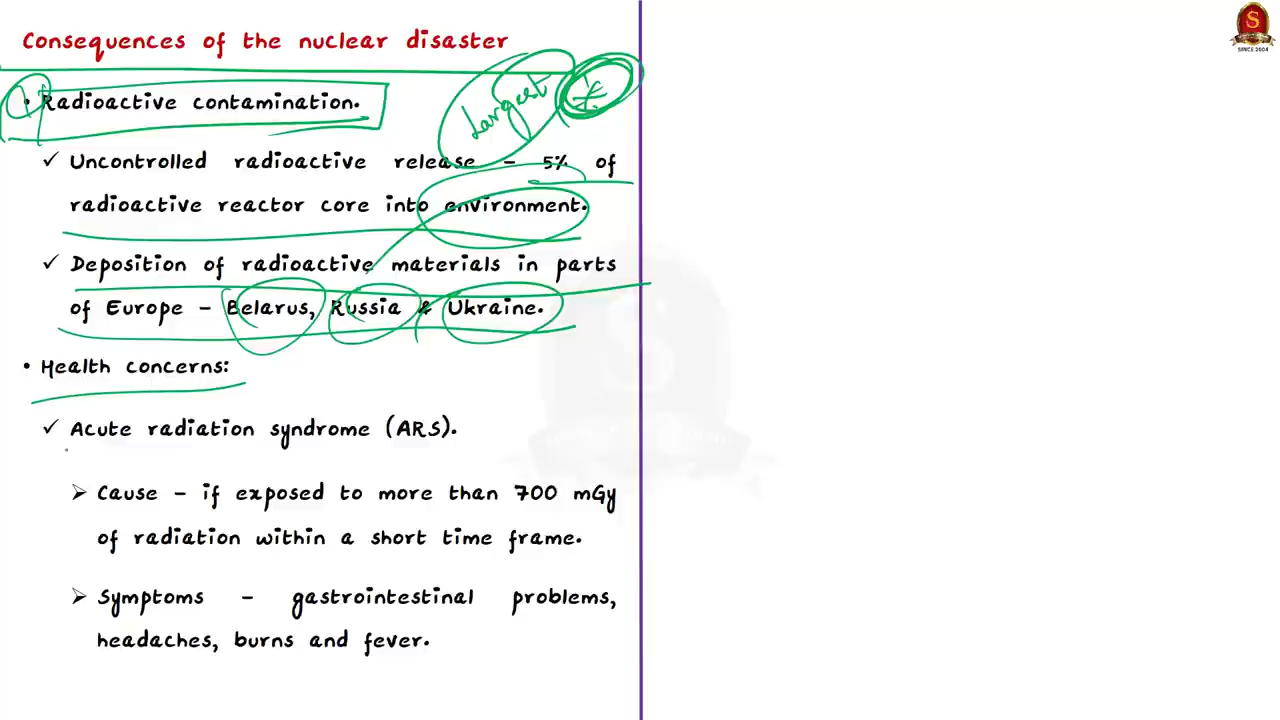 Consequences of the nuclear disaster
• Radioactive contamination.
Largest
✓ Uncontrolled radioactive release – 5% of
radioactive reactor core into environment.
✓ Deposition of radioactive materials in parts
of Europe – Belarus, Russia & Ukraine.
• Health concerns:
✓ Acute radiation syndrome (ARS).
➢ Cause – if exposed to more than 700 mGy
of radiation within a short time frame.
➢ Symptoms – gastrointestinal problems,
headaches, burns and fever.
S
SINCE 2004